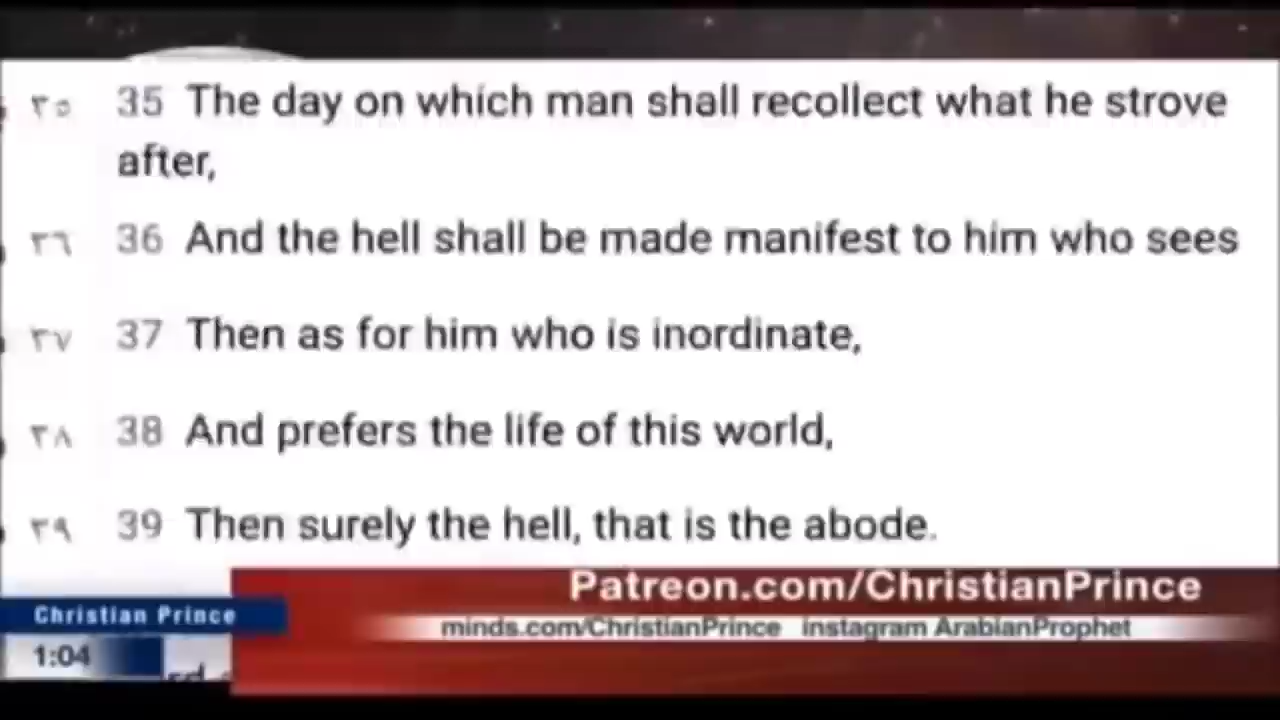 ٣٥ 35 The day on which man shall recollect what he strove
after,
٣٦ 36 And the hell shall be made manifest to him who sees
٣٧ 37 Then as for him who is inordinate,
٣٨ 38 And prefers the life of this world,
٣٩ 39 Then surely the hell, that is the abode.
Patreon.com/ChristianPrince
Christian Prince
minds.com/ChristianPrince instagram ArabianProphet
1:04